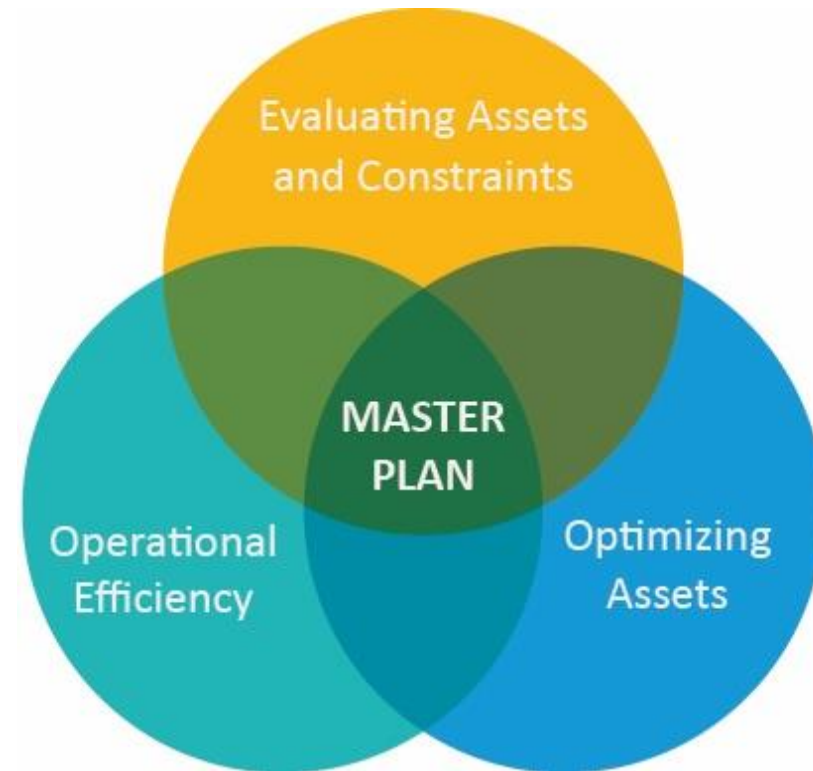 Evaluating Assets
and Constraints
MASTER
PLAN
Operational
Efficiency
Optimizing
Assets